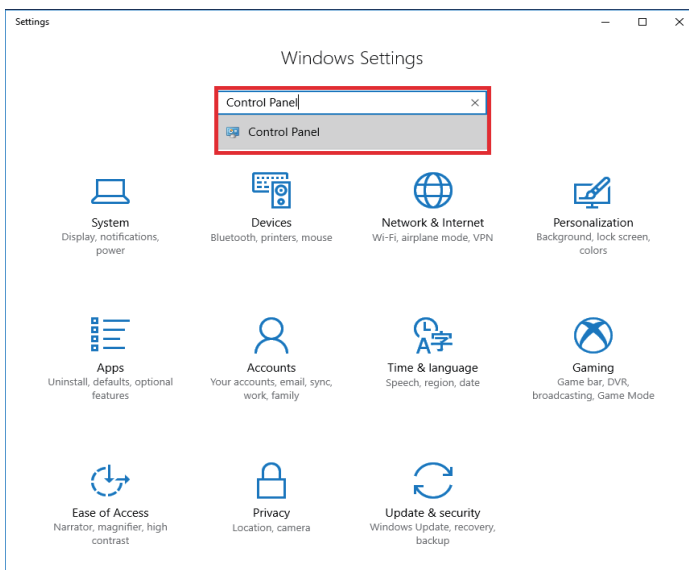 Settings
Windows Settings
Control Panel
Control Panel
System
Display, notifications,
power
Devices
Bluetooth, printers, mouse
Network & Internet
Wi-Fi, airplane mode, VPN
Personalization
Background, lock screen,
colors
Apps
Uninstall, defaults, optional
features
Accounts
Your accounts, email, sync,
work, family
A字
Time & language
Speech, region, date
Gaming
Game bar, DVR,
broadcasting, Game Mode
Ease of Access
Narrator, magnifier, high
contrast
Privacy
Location, camera
Update & security
Windows Update, recovery,
backup